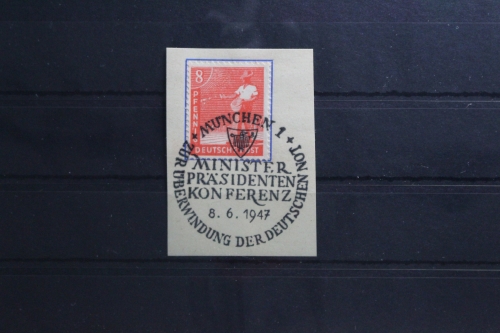 8
PFENNIG
DEUTSCHE POST
* MÜNCHEN 1 *
MINISTER
PRÄSIDENTEN
KONFERENZ
8. 6. 1947
ZUR ÜBERWINDUNG DER DEUTSCHEN NOT